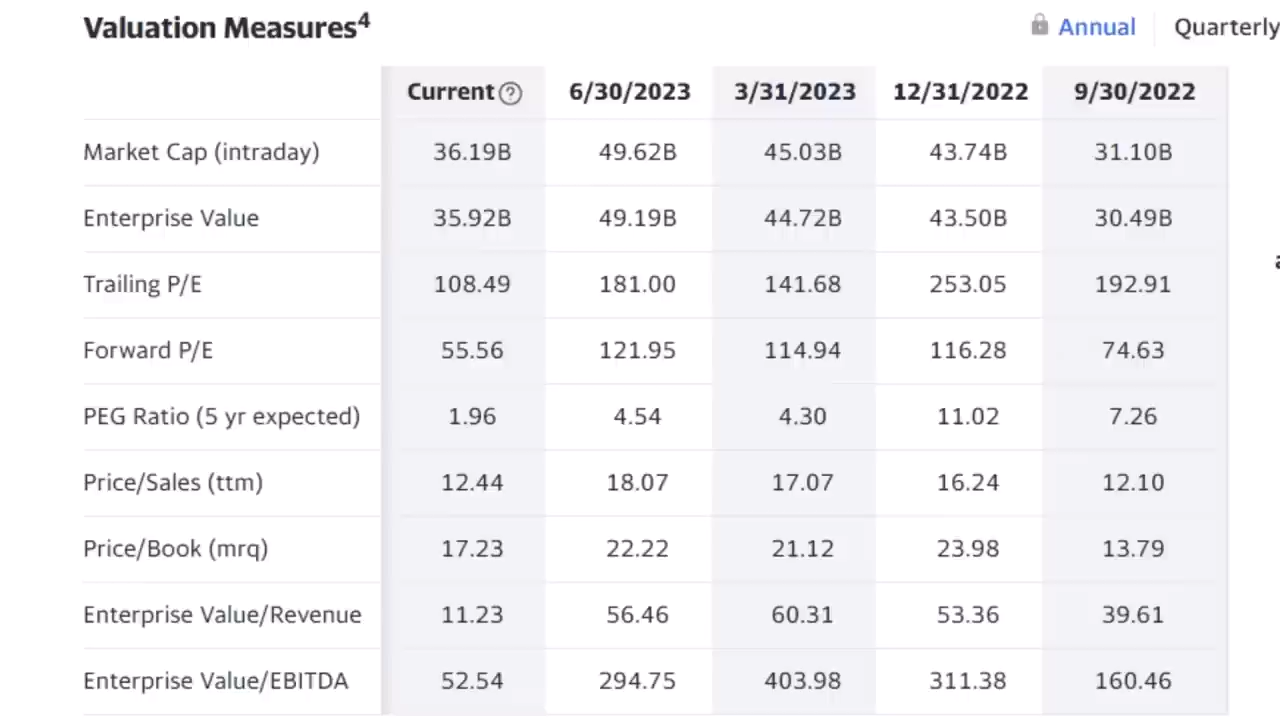 Valuation Measures4 Annual Quarterly
Current ? 6/30/2023 3/31/2023 12/31/2022 9/30/2022
Market Cap (intraday) 36.19B 49.62B 45.03B 43.74B 31.10B
Enterprise Value 35.92B 49.19B 44.72B 43.50B 30.49B
Trailing P/E 108.49 181.00 141.68 253.05 192.91
Forward P/E 55.56 121.95 114.94 116.28 74.63
PEG Ratio (5 yr expected) 1.96 4.54 4.30 11.02 7.26
Price/Sales (ttm) 12.44 18.07 17.07 16.24 12.10
Price/Book (mrq) 17.23 22.22 21.12 23.98 13.79
Enterprise Value/Revenue 11.23 56.46 60.31 53.36 39.61
Enterprise Value/EBITDA 52.54 294.75 403.98 311.38 160.46